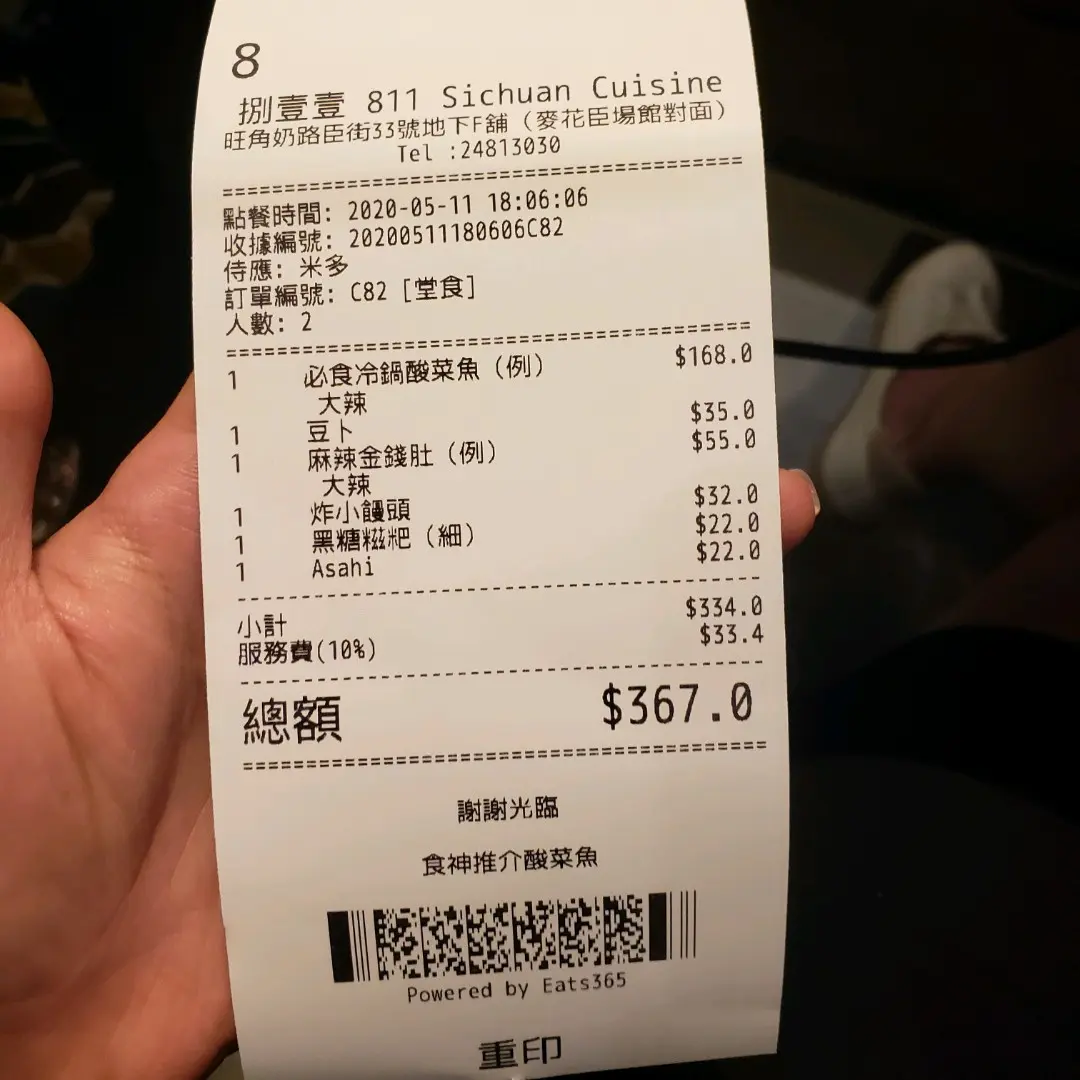 8
捌壹壹 811 Sichuan Cuisine
旺角奶路臣街33號地下F舖（麥花臣場館對面）
Tel :24813030
點餐時間: 2020-05-11 18:06:06
收據編號: 20200511180606C82
侍應: 米多
訂單編號: C82 [堂食]
人數: 2
1 必食冷鍋酸菜魚（例） $168.0
大辣
1 豆卜 $35.0
1 麻辣金錢肚（例） $55.0
大辣
1 炸小饅頭 $32.0
1 黑糖糍粑（細） $22.0
1 Asahi $22.0
小計 $334.0
服務費(10%) $33.4
總額 $367.0
謝謝光臨
食神推介酸菜魚
Powered by Eats365
重印